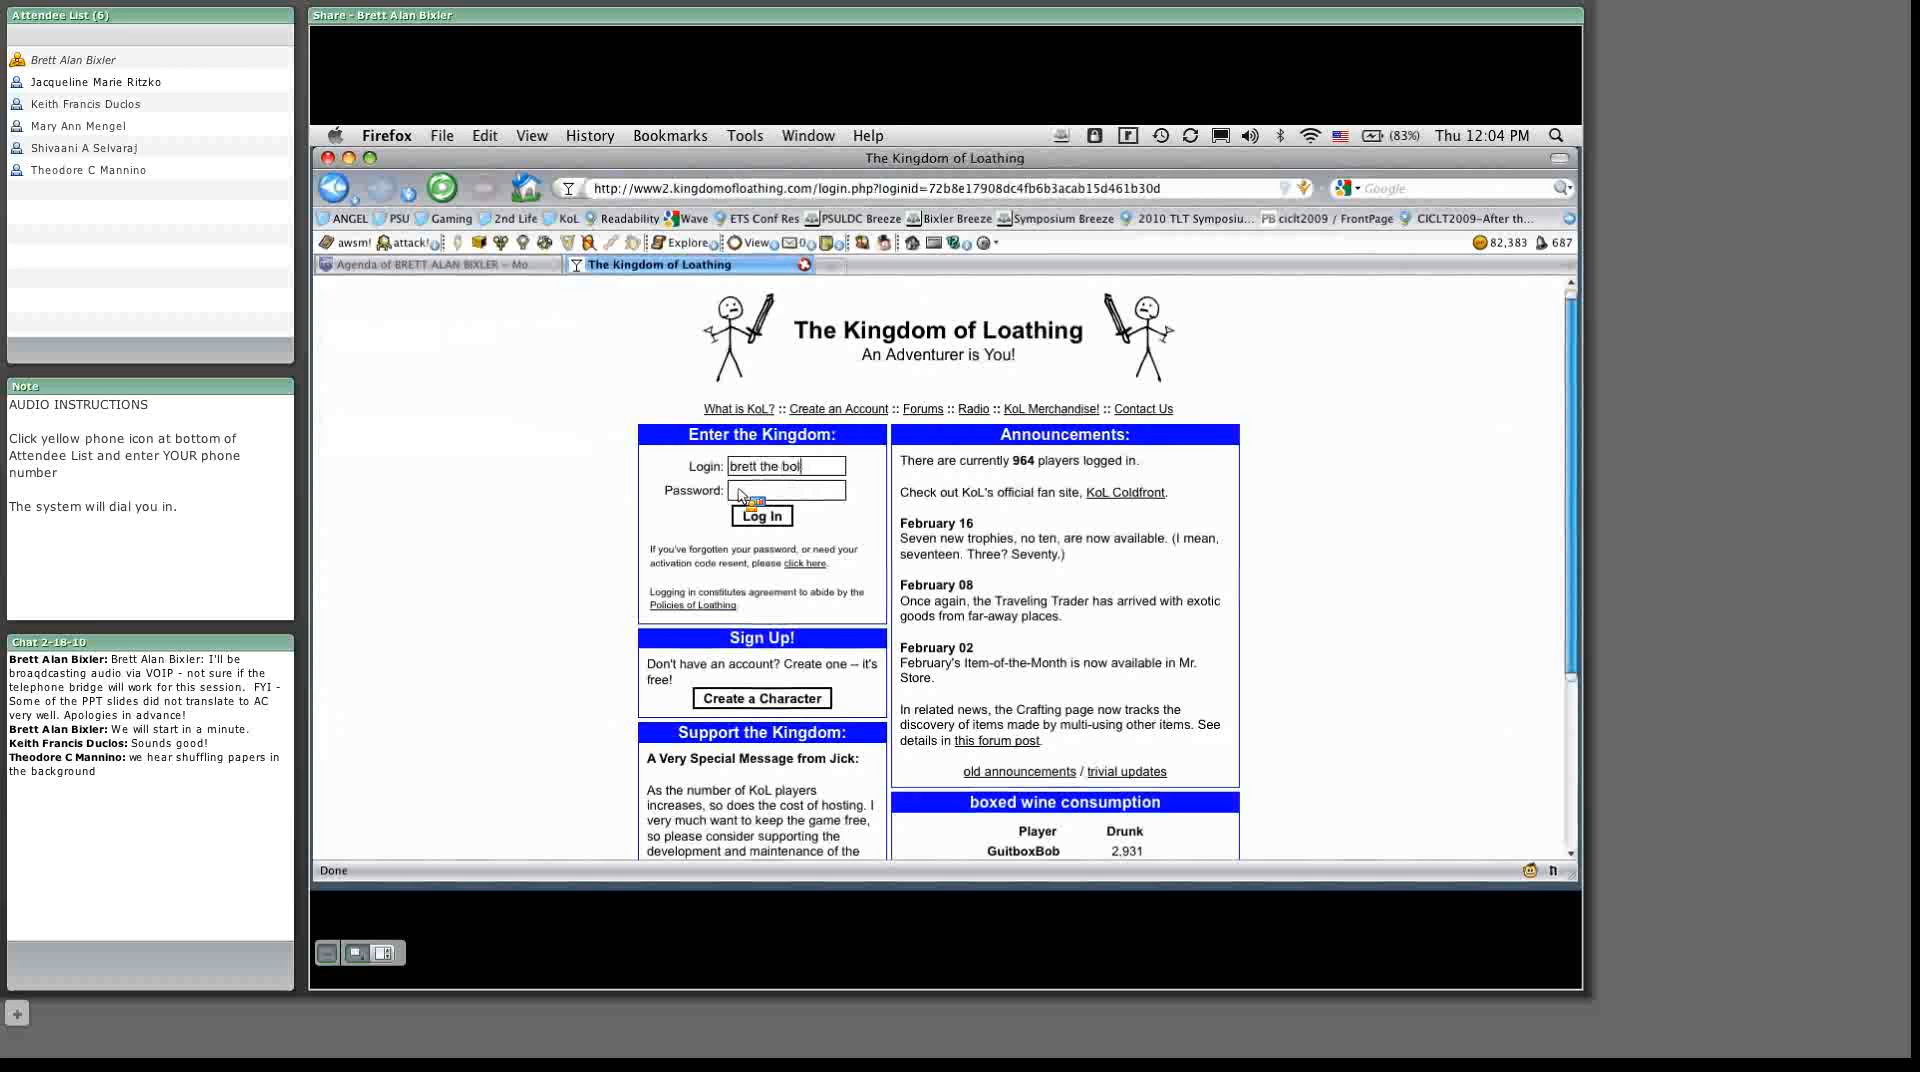 Attendee List (6)
Brett Alan Bixler
Jacqueline Marie Ritzko
Keith Francis Duclos
Mary Ann Mengel
Shivaani A Selvaraj
Theodore C Mannino
Note
AUDIO INSTRUCTIONS
Click yellow phone icon at bottom of
Attendee List and enter YOUR phone
number
The system will dial you in.
Chat 2-18-10
Brett Alan Bixler: Brett Alan Bixler: I'll be
broaqdcasting audio via VOIP - not sure if the
telephone bridge will work for this session. FYI -
Some of the PPT slides did not translate to AC
very well. Apologies in advance!
Brett Alan Bixler: We will start in a minute.
Keith Francis Duclos: Sounds good!
Theodore C Mannino: we hear shuffling papers in
the background
Share - Brett Alan Bixler
Firefox File Edit View History Bookmarks Tools Window Help (83%) Thu 12:04 PM
The Kingdom of Loathing
http://www2.kingdomofloathing.com/login.php?loginid=72b8e17908dc4fb6b3acab15d461b30d Google
ANGEL PSU Gaming 2nd Life KoL Readability Wave ETS Conf Res PSULDC Breeze Bixler Breeze Symposium Breeze 2010 TLT Symposiu... PB ciclt2009 / FrontPage CICLT2009-After th...
awsm! attack! Explore View 0 82,383 687
Agenda of BRETT ALAN BIXLER - Mo... The Kingdom of Loathing
The Kingdom of Loathing
An Adventurer is You!
What is KoL? :: Create an Account :: Forums :: Radio :: KoL Merchandise! :: Contact Us
Enter the Kingdom:
Login: brett the boi
Password:
Log In
If you've forgotten your password, or need your
activation code resent, please click here.
Logging in constitutes agreement to abide by the
Policies of Loathing.
Sign Up!
Don't have an account? Create one -- it's
free!
Create a Character
Support the Kingdom:
A Very Special Message from Jick:
As the number of KoL players
increases, so does the cost of hosting. I
very much want to keep the game free,
so please consider supporting the
development and maintenance of the
Announcements:
There are currently 964 players logged in.
Check out KoL's official fan site, KoL Coldfront.
February 16
Seven new trophies, no ten, are now available. (I mean,
seventeen. Three? Seventy.)
February 08
Once again, the Traveling Trader has arrived with exotic
goods from far-away places.
February 02
February's Item-of-the-Month is now available in Mr.
Store.
In related news, the Crafting page now tracks the
discovery of items made by multi-using other items. See
details in this forum post.
old announcements / trivial updates
boxed wine consumption
Player Drunk
GuitboxBob 2,931
Done